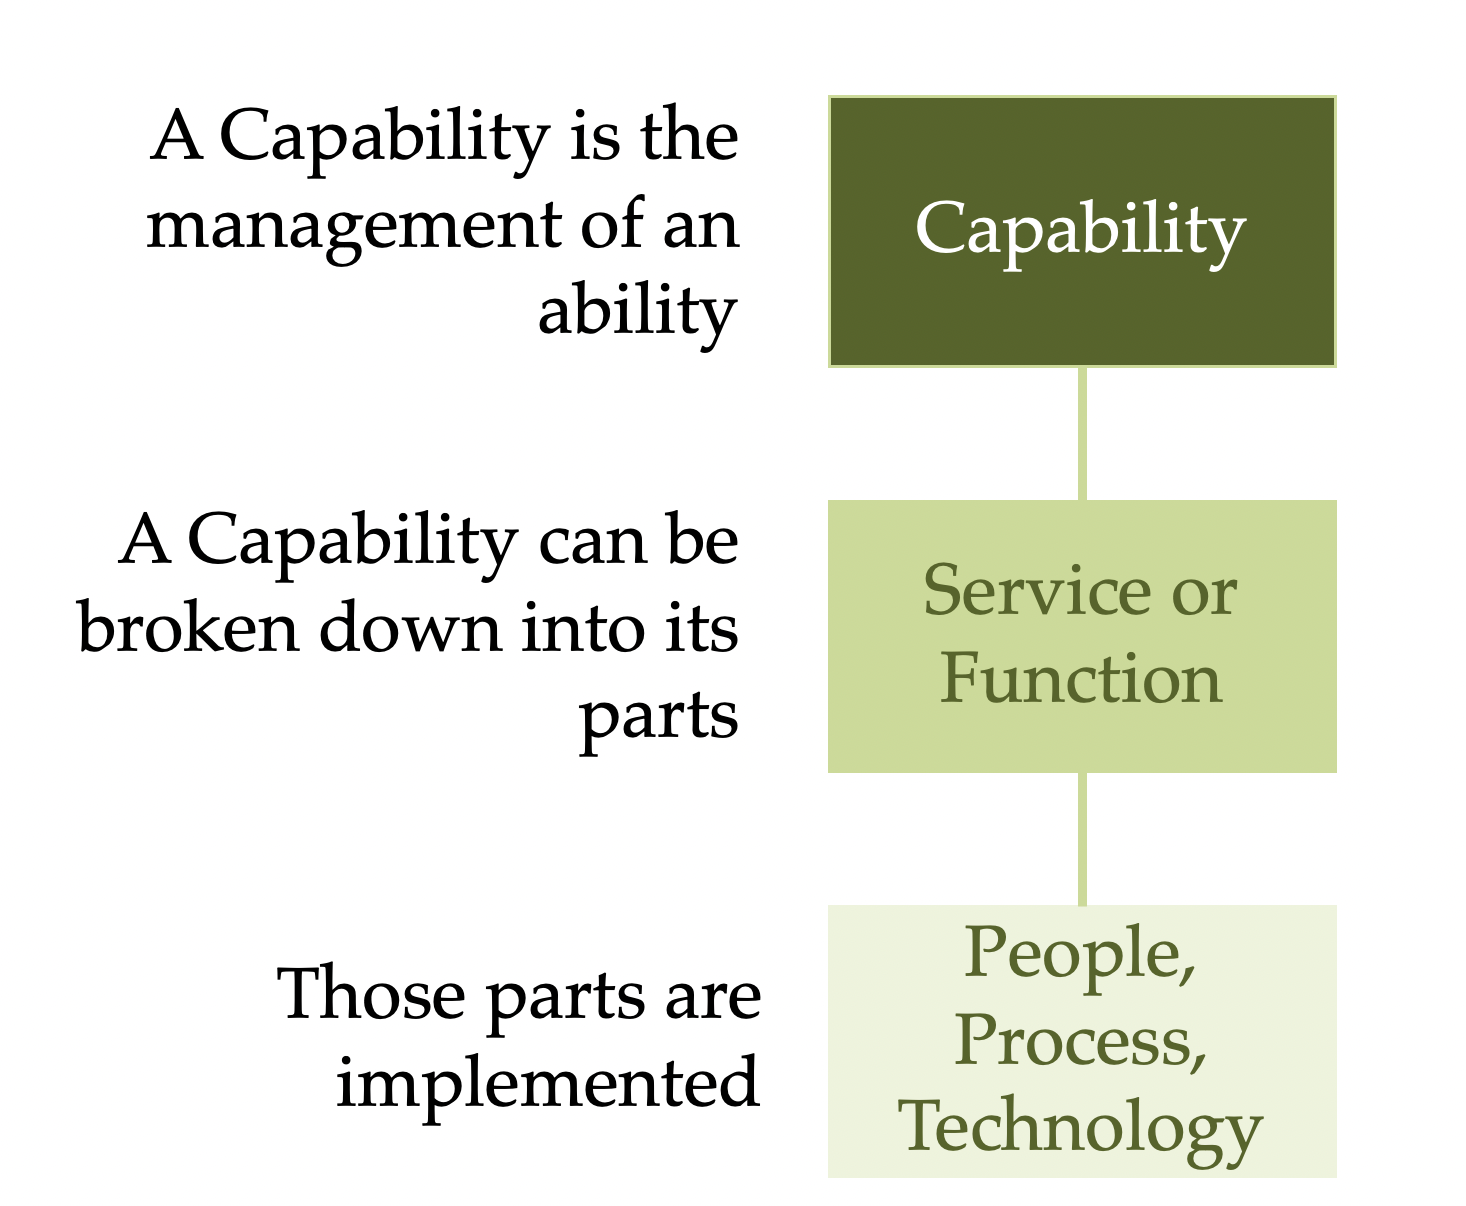 A Capability is the
management of an
ability
Capability
A Capability can be
broken down into its
parts
Service or
Function
Those parts are
implemented
People,
Process,
Technology